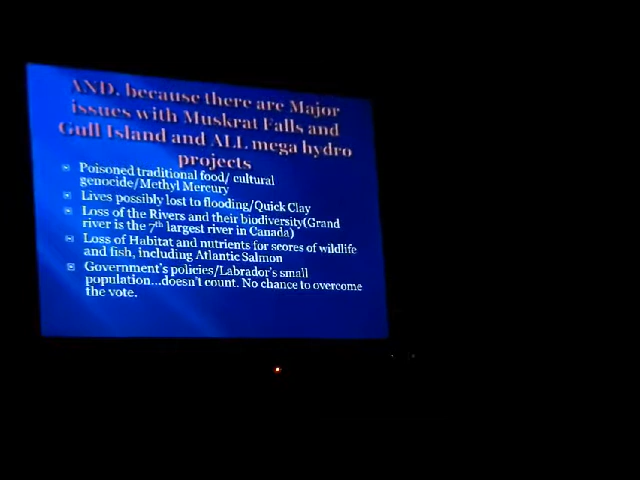 AND, because there are Major
issues with Muskrat Falls and
Gull Island and ALL mega hydro
projects
Poisoned traditional food/ cultural
genocide/Methyl Mercury
Lives possibly lost to flooding/Quick Clay
Loss of the Rivers and their biodiversity(Grand
river is the 7th largest river in Canada)
Loss of Habitat and nutrients for scores of wildlife
and fish, including Atlantic Salmon
Government's policies/Labrador's small
population...doesn't count. No chance to overcome
the vote.